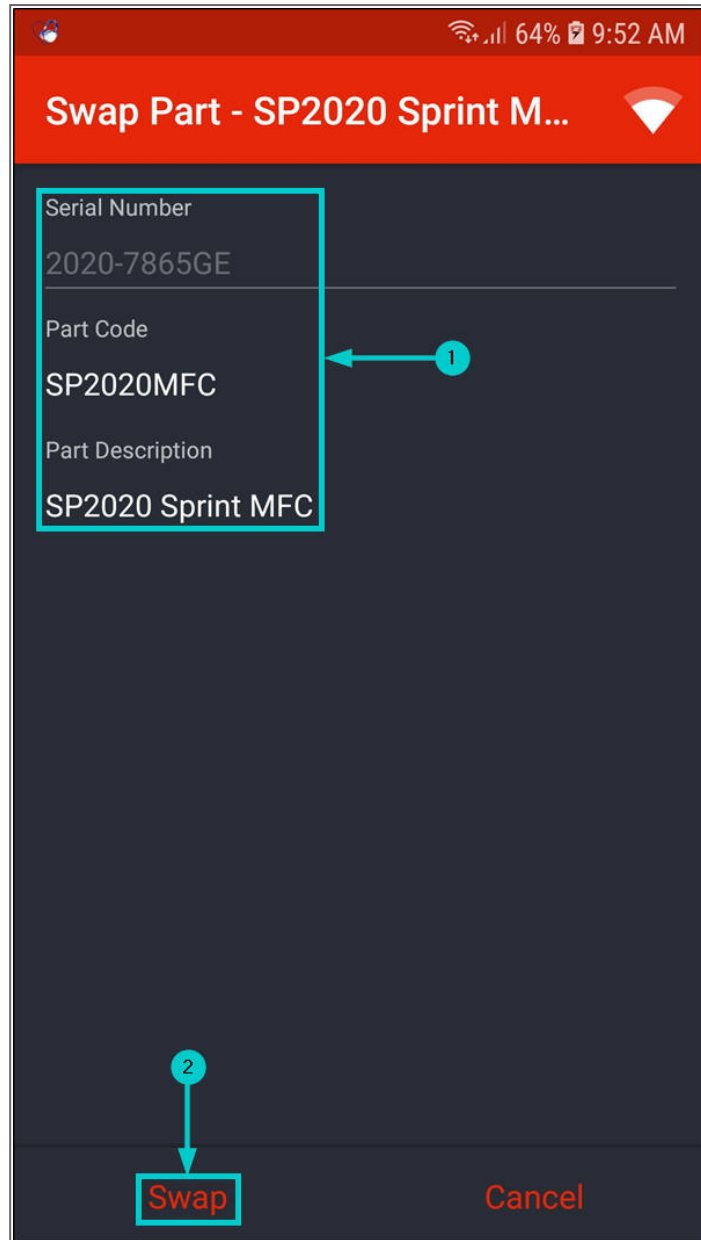 64% 9:52 AM
Swap Part - SP2020 Sprint M...
Serial Number
2020-7865GE
Part Code
1
SP2020MFC
Part Description
SP2020 Sprint MFC
2
Swap Cancel